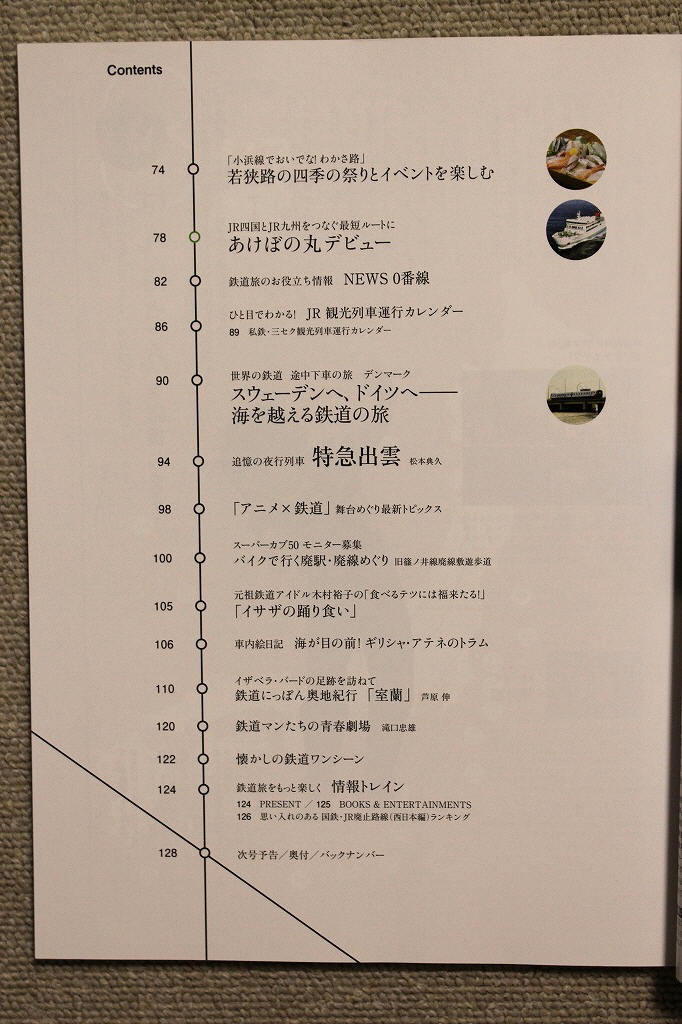 Contents
74
「小浜線でおいでな!わかさ路」
若狭路の四季の祭りとイベントを楽しむ
78
JR四国とJR九州をつなぐ最短ルートに
あけぼの丸デビュー
82 鉄道旅のお役立ち情報 NEWS 0番線
86 ひと目でわかる! JR 観光列車運行カレンダー
89 私鉄・三セク観光列車運行カレンダー
90 世界の鉄道 途中下車の旅 デンマーク
スウェーデンへ、ドイツへ――
海を越える鉄道の旅
94 追憶の夜行列車 特急出雲 松本典久
98 「アニメ×鉄道」舞台めぐり最新トピックス
スーパーカブ50 モニター募集
100 バイクで行く廃駅・廃線めぐり 旧篠ノ井線廃線敷遊歩道
元祖鉄道アイドル木村裕子の「食べるテツには福来たる!」
105 「イサザの踊り食い」
106 車内絵日記 海が目の前!ギリシャ・アテネのトラム
イザベラ・バードの足跡を訪ねて
110 鉄道にっぽん奥地紀行 「室蘭」 芦原 伸
120 鉄道マンたちの青春劇場 滝口忠雄
122 懐かしの鉄道ワンシーン
124 鉄道旅をもっと楽しく 情報トレイン
124 PRESENT / 125 BOOKS & ENTERTAINMENTS
126 思い入れのある 国鉄・JR廃止路線(西日本編)ランキング
128 次号予告/奥付/バックナンバー